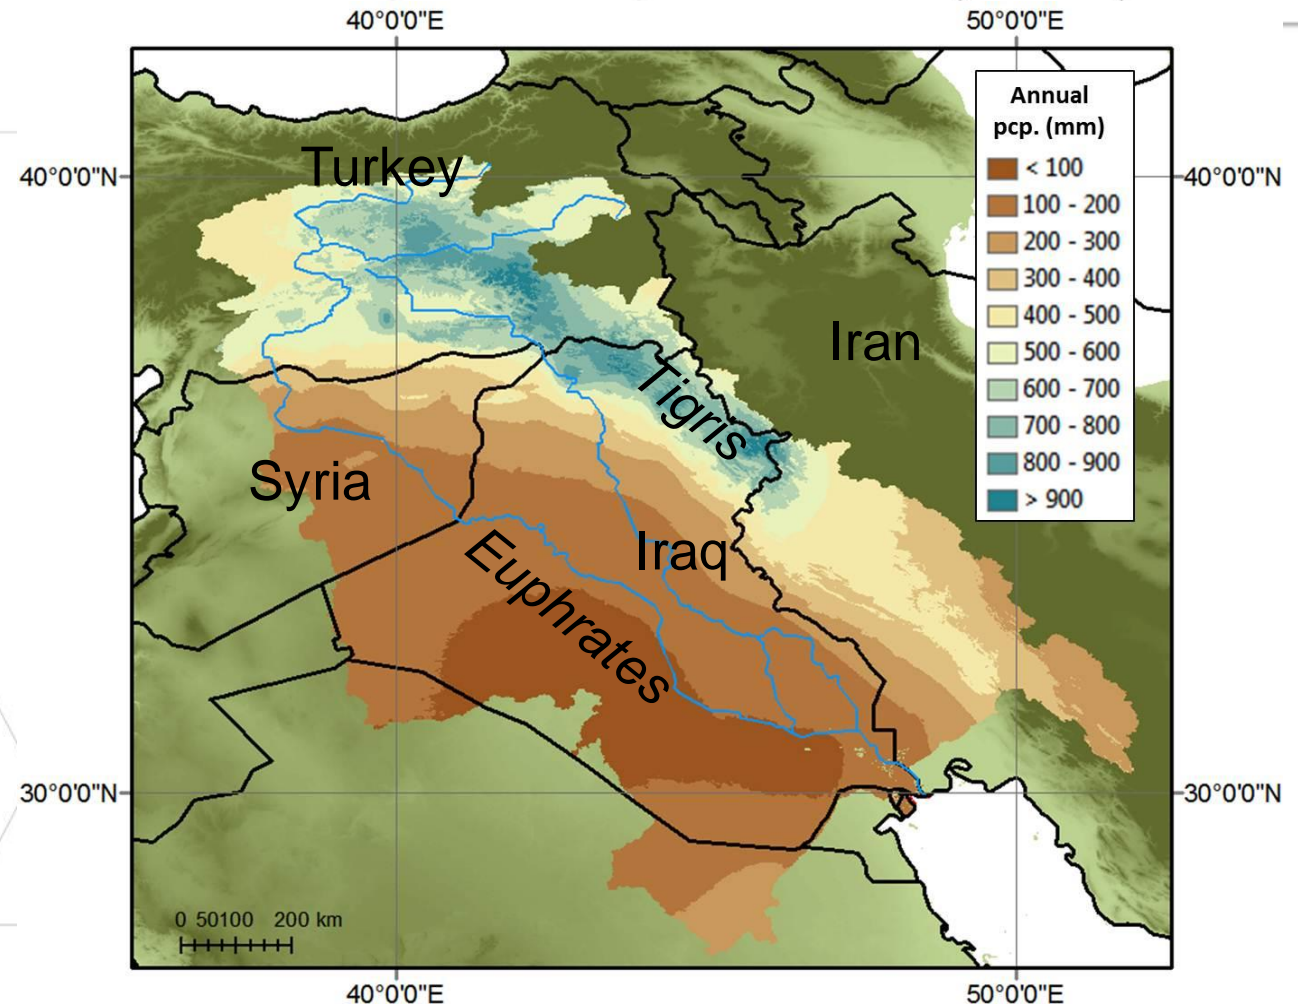 40°0'0"E
50°0'0"E
Annual
pcp. (mm)
< 100
100 - 200
200 - 300
300 - 400
400 - 500
500 - 600
600 - 700
700 - 800
800 - 900
> 900
40°0'0"N
40°0'0"N
Turkey
Iran
Tigris
Syria
Iraq
Euphrates
30°0'0"N
30°0'0"N
0 50100 200 km
40°0'0"E
50°0'0"E